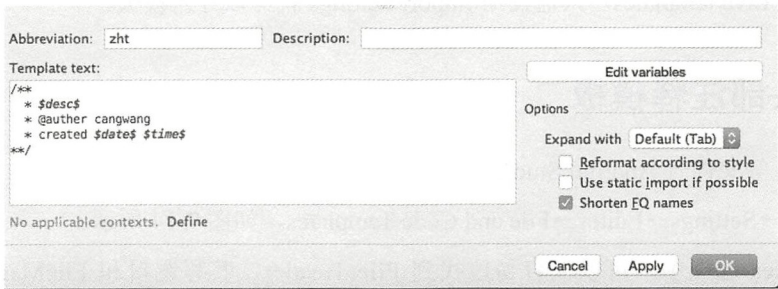 Abbreviation: zht Description:
Template text:
Edit variables
/**
* $desc$
* @auther cangwang
* created $date$ $time$
**/
Options
Expand with Default (Tab)
Reformat according to style
Use static import if possible
Shorten FQ names
No applicable contexts. Define
Cancel Apply OK